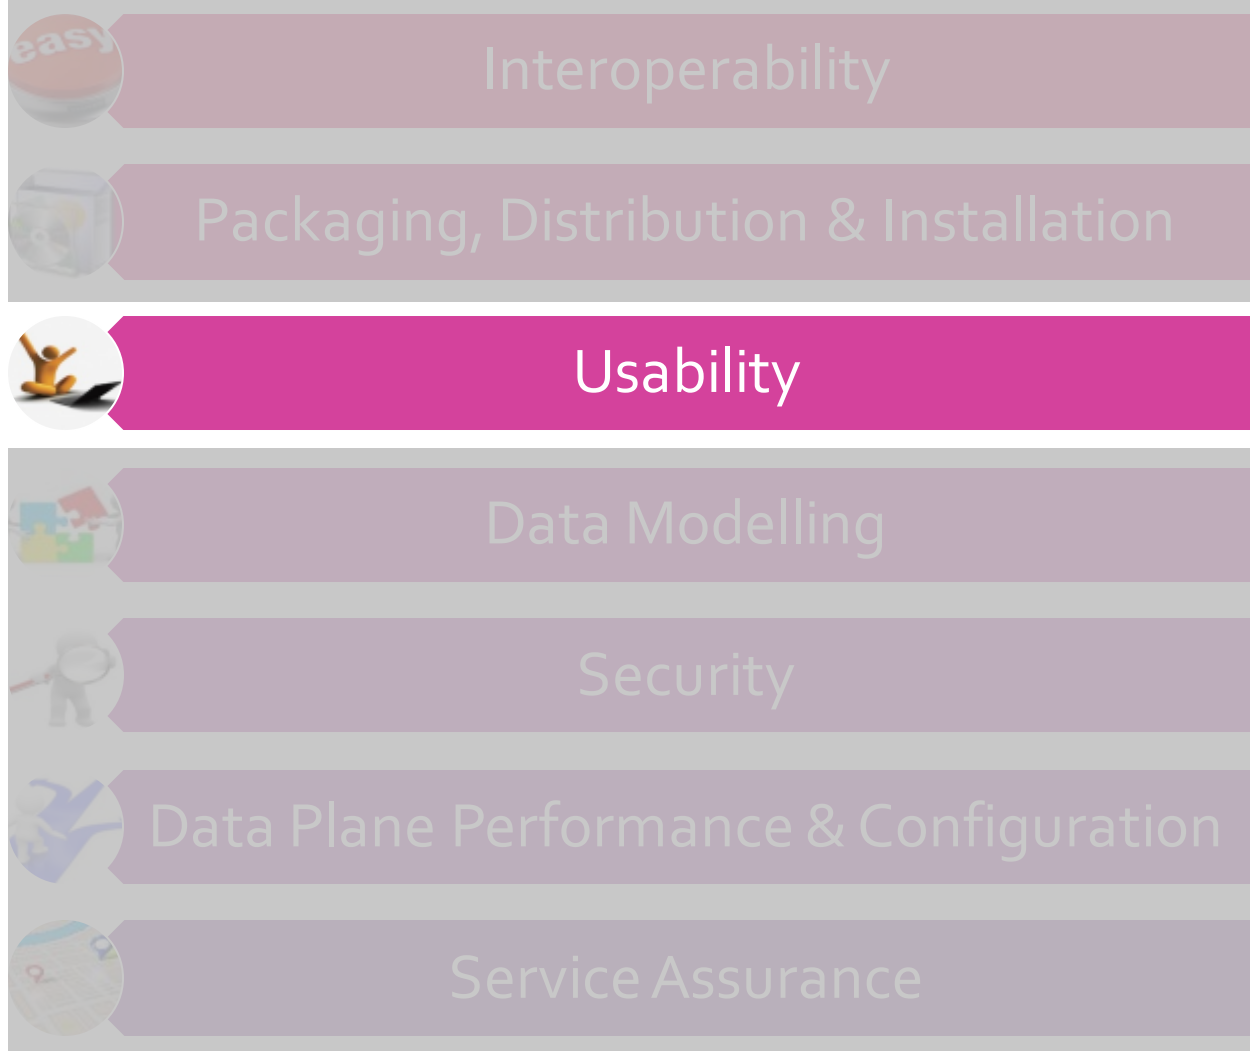 easy
Interoperability
Packaging, Distribution & Installation
Usability
Data Modelling
Security
Data Plane Performance & Configuration
Service Assurance